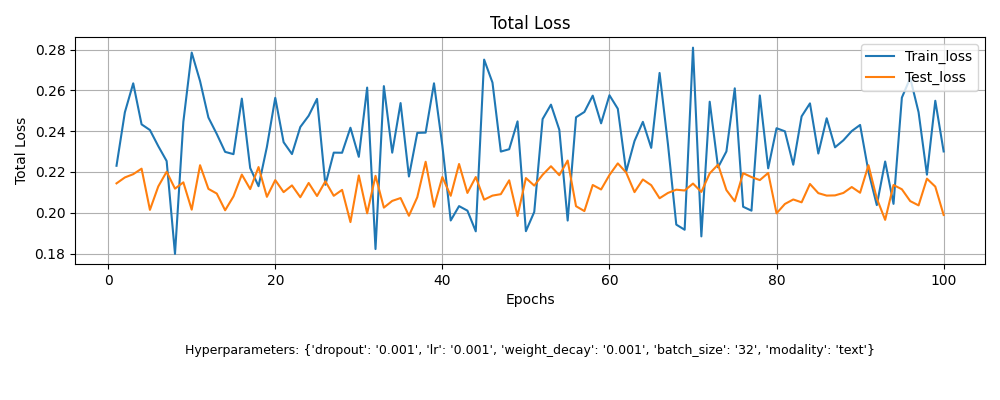 Total Loss
Total Loss
0.28
0.26
0.24
0.22
0.20
0.18
Train_loss
Test_loss
0
20
40
60
80
100
Epochs
Hyperparameters: {'dropout': '0.001', 'lr': '0.001', 'weight_decay': '0.001', 'batch_size': '32', 'modality': 'text'}